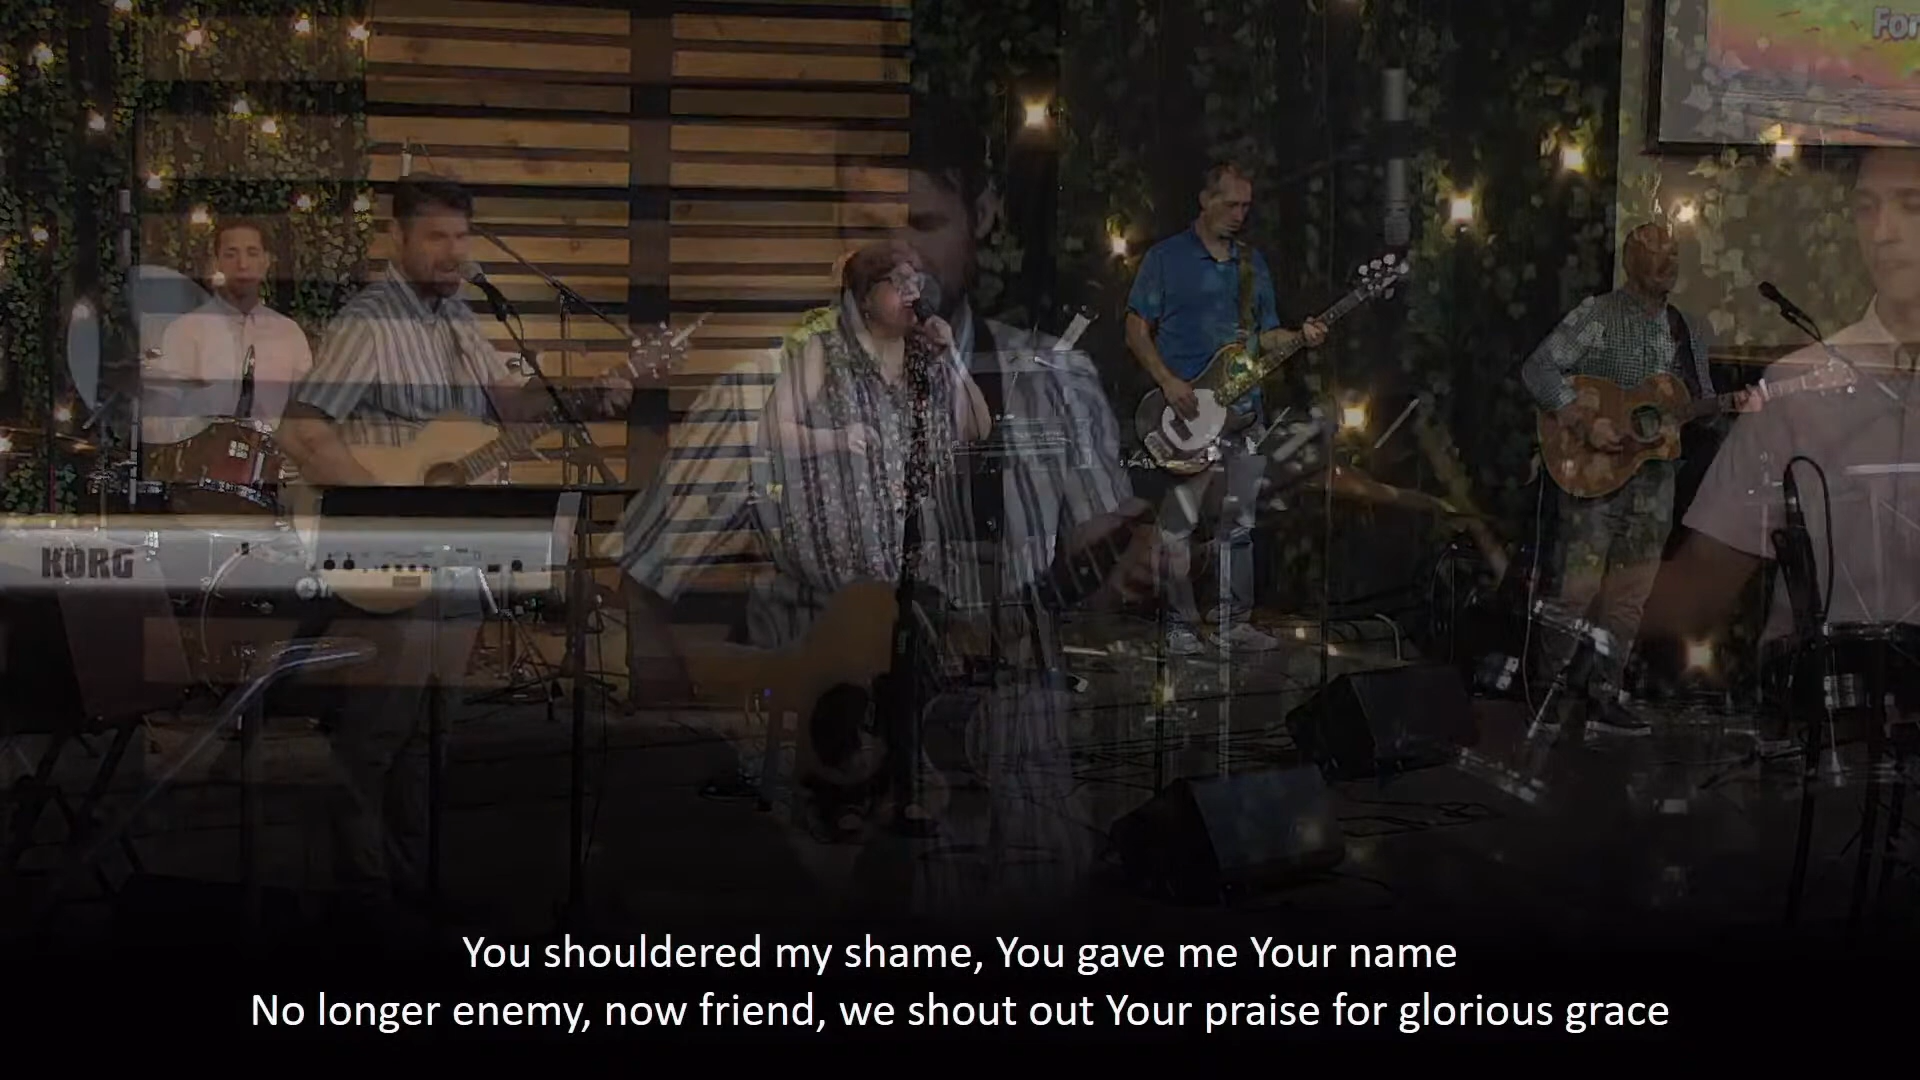 For
KORG
You shouldered my shame, You gave me Your name
No longer enemy, now friend, we shout out Your praise for glorious grace